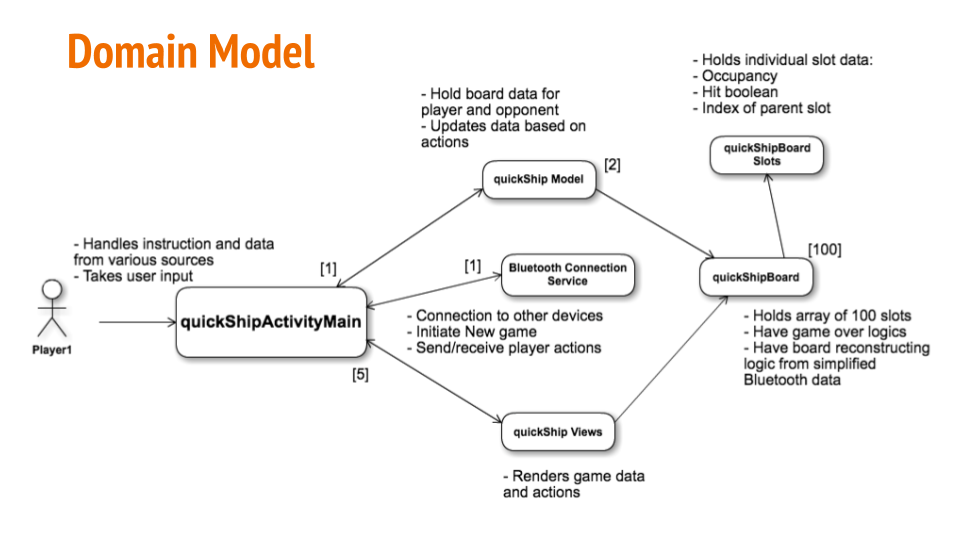 Domain Model
- Holds individual slot data:
- Occupancy
- Hit boolean
- Index of parent slot
- Hold board data for
player and opponent
- Updates data based on
actions
quickShipBoard
Slots
quickShip Model
[2]
- Handles instruction and data
from various sources
- Takes user input
[1]
[1]
Bluetooth Connection
Service
[100]
quickShipBoard
Player1
quickShipActivityMain
- Connection to other devices
- Initiate New game
- Send/receive player actions
- Holds array of 100 slots
- Have game over logics
- Have board reconstructing
logic from simplified
Bluetooth data
[5]
quickShip Views
- Renders game data
and actions